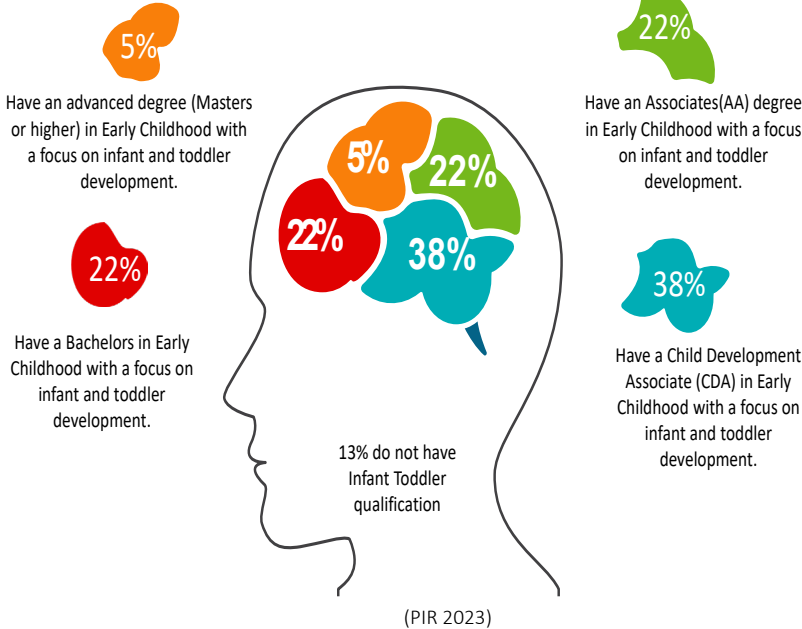 5%
Have an advanced degree (Masters
or higher) in Early Childhood with
a focus on infant and toddler
development.
22%
Have a Bachelors in Early
Childhood with a focus on
infant and toddler
development.
5%
22%
22%
38%
13% do not have
Infant Toddler
qualification
22%
Have an Associates(AA) degree
in Early Childhood with a focus
on infant and toddler
development.
38%
Have a Child Development
Associate (CDA) in Early
Childhood with a focus on
infant and toddler
development.
(PIR 2023)